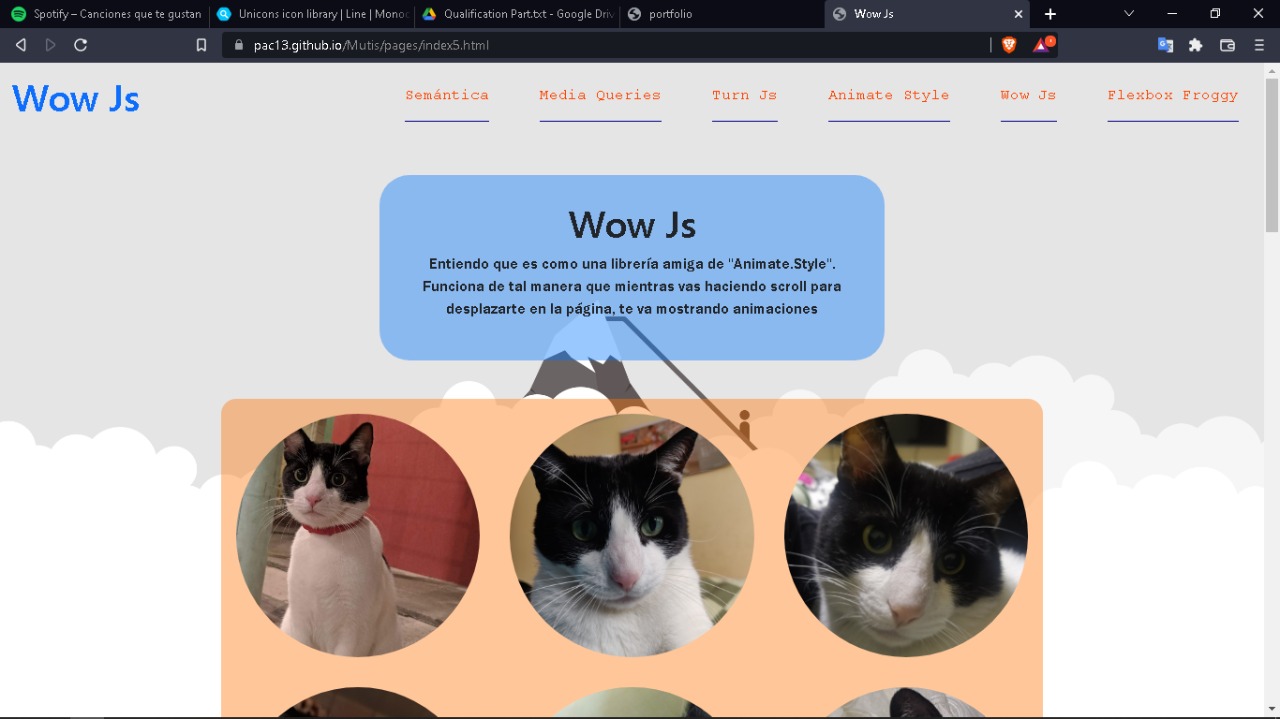 Spotify – Canciones que te gustan
Unicons icon library | Line | Monoc
Qualification Part.txt - Google Driv
portfolio
Wow Js
pac13.github.io/Mutis/pages/index5.html
Wow Js
Semántica
Media Queries
Turn Js
Animate Style
Wow Js
Flexbox Froggy
Wow Js
Entiendo que es como una librería amiga de "Animate.Style".
Funciona de tal manera que mientras vas haciendo scroll para
desplazarte en la página, te va mostrando animaciones